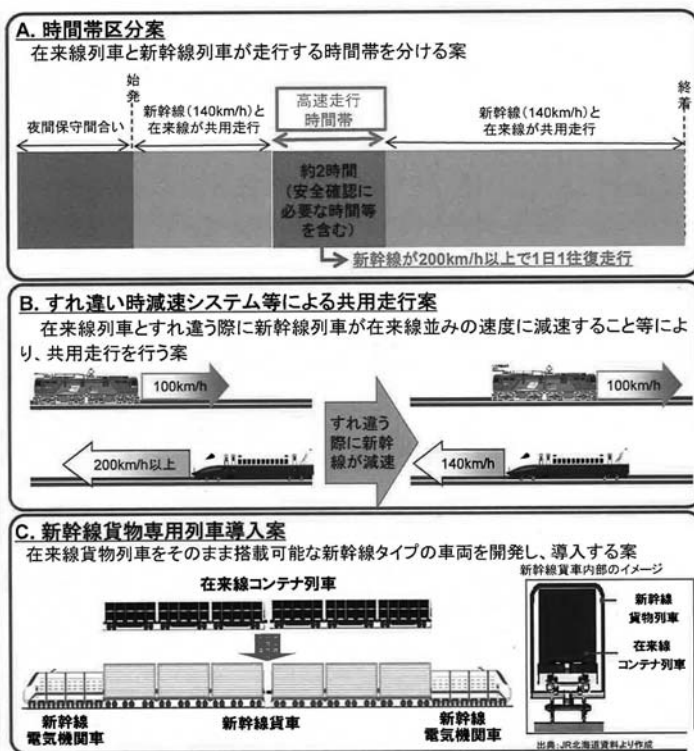 A. 時間帯区分案
在来線列車と新幹線列車が走行する時間帯を分ける案
始発
終着
夜間保守間合い
新幹線(140km/h)と
在来線が共用走行
高速走行
時間帯
新幹線(140km/h)と
在来線が共用走行
約2時間
(安全確認に
必要な時間等
を含む)
新幹線が200km/h以上で1日1往復走行
B. すれ違い時減速システム等による共用走行案
在来線列車とすれ違う際に新幹線列車が在来線並みの速度に減速すること等によ
り、共用走行を行う案
100km/h
200km/h以上
すれ違う
際に新幹
線が減速
100km/h
140km/h
C. 新幹線貨物専用列車導入案
在来線貨物列車をそのまま搭載可能な新幹線タイプの車両を開発し、導入する案
在来線コンテナ列車
新幹線
電気機関車
新幹線貨車
新幹線
電気機関車
新幹線貨車内部のイメージ
新幹線
貨物列車
在来線
コンテナ列車
出典:JR北海道資料より作成